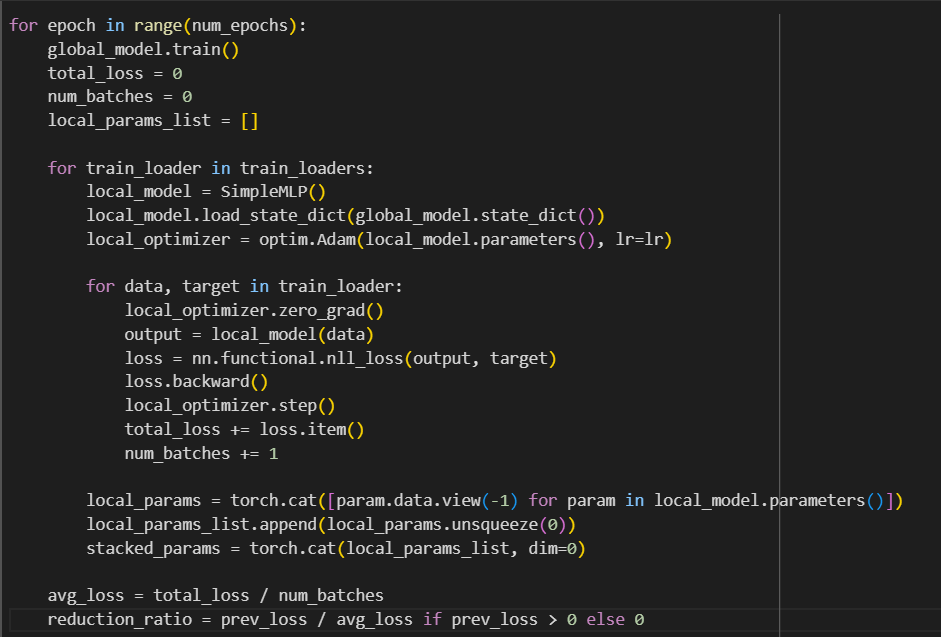 for epoch in range(num_epochs):
    global_model.train()
    total_loss = 0
    num_batches = 0
    local_params_list = []

    for train_loader in train_loaders:
        local_model = SimpleMLP()
        local_model.load_state_dict(global_model.state_dict())
        local_optimizer = optim.Adam(local_model.parameters(), lr=lr)

        for data, target in train_loader:
            local_optimizer.zero_grad()
            output = local_model(data)
            loss = nn.functional.nll_loss(output, target)
            loss.backward()
            local_optimizer.step()
            total_loss += loss.item()
            num_batches += 1

        local_params = torch.cat([param.data.view(-1) for param in local_model.parameters()])
        local_params_list.append(local_params.unsqueeze(0))
        stacked_params = torch.cat(local_params_list, dim=0)

    avg_loss = total_loss / num_batches
    reduction_ratio = prev_loss / avg_loss if prev_loss > 0 else 0